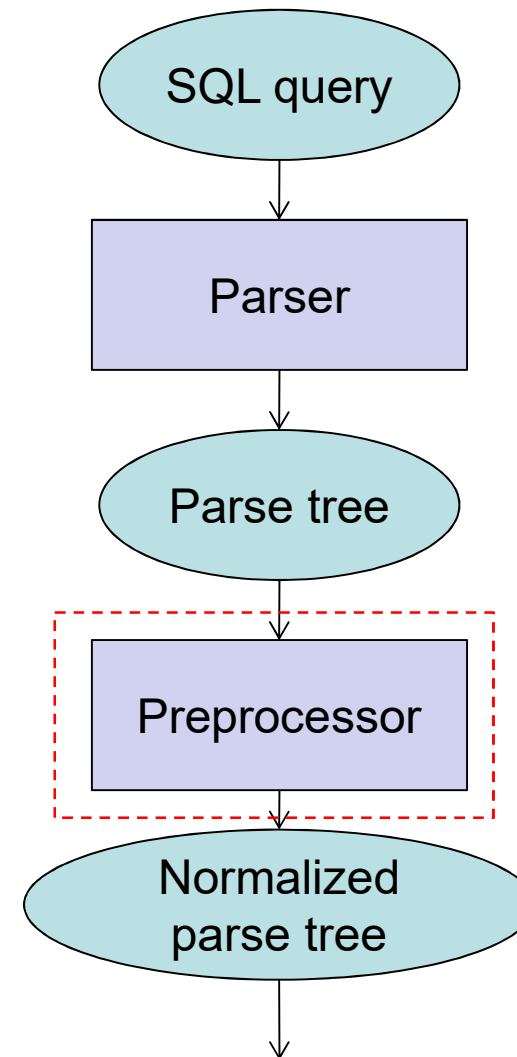 SQL query
Parser
Parse tree
Preprocessor
Normalized
parse tree